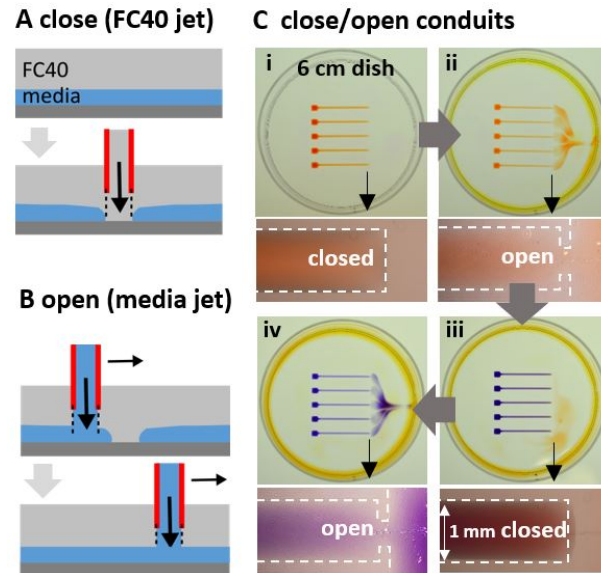 A close (FC40 jet)
FC40
media
B open (media jet)
C close/open conduits
i
6 cm dish
ii
closed
open
iv
iii
open
1 mm closed